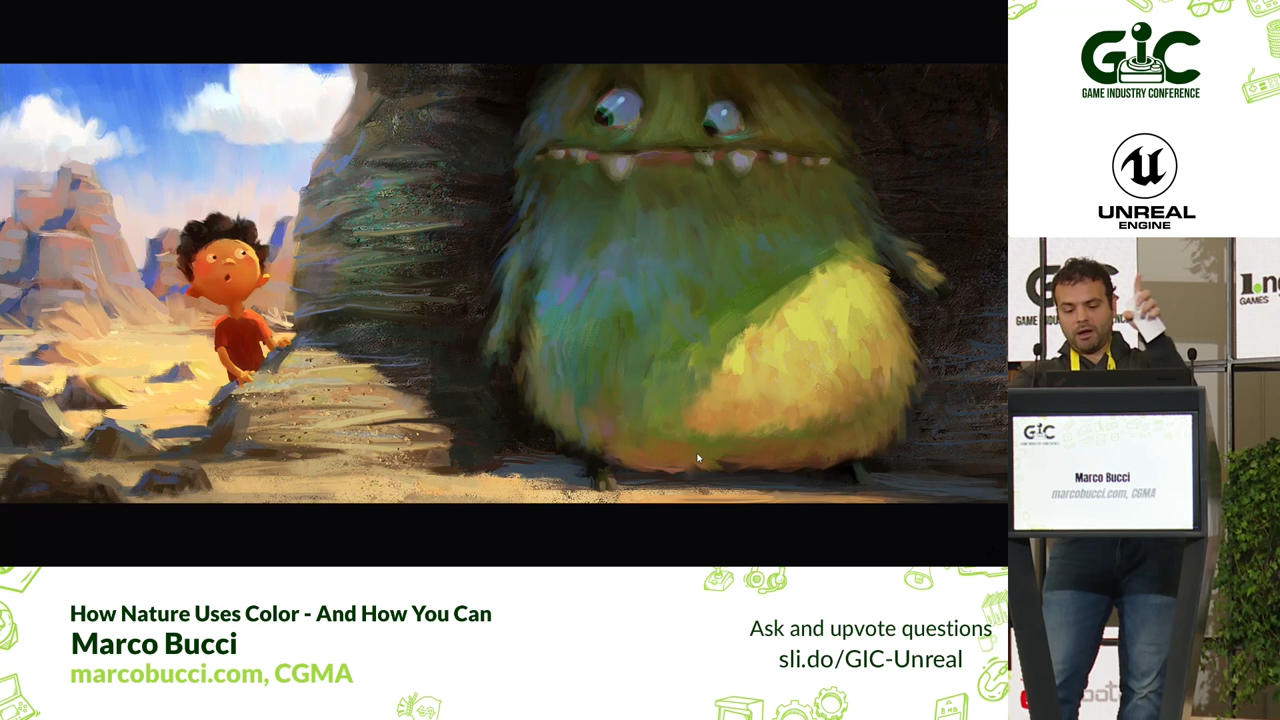 GIC
GAME INDUSTRY CONFERENCE
UNREAL
ENGINE
GAMES
GIC
Marco Bucci
marcobucci.com, CGMA
How Nature Uses Color - And How You Can
Marco Bucci
marcobucci.com, CGMA
Ask and upvote questions
sli.do/GIC-Unreal